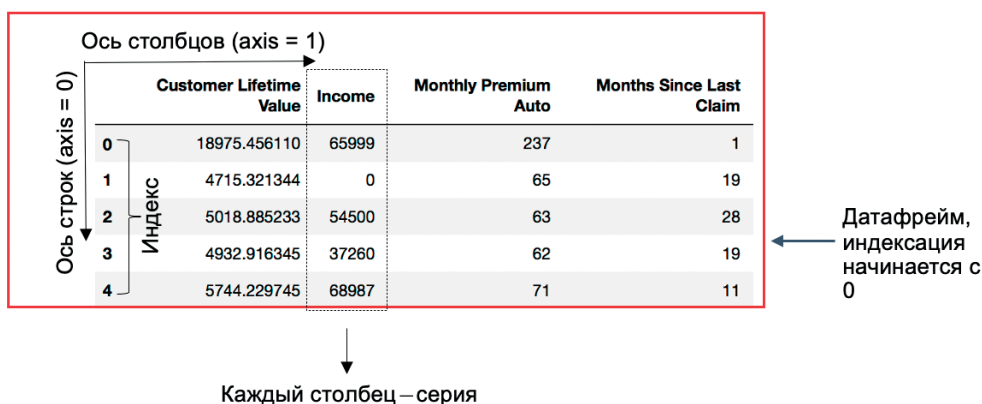 Ось столбцов (axis = 1)
Ось строк (axis = 0)
Customer Lifetime Value Income Monthly Premium Auto Months Since Last Claim
0 18975.456110 65999 237 1
1 4715.321344 0 65 19
2 5018.885233 54500 63 28
3 4932.916345 37260 62 19
4 5744.229745 68987 71 11
Индекс
Датафрейм,
индексация
начинается с
0
Каждый столбец – серия